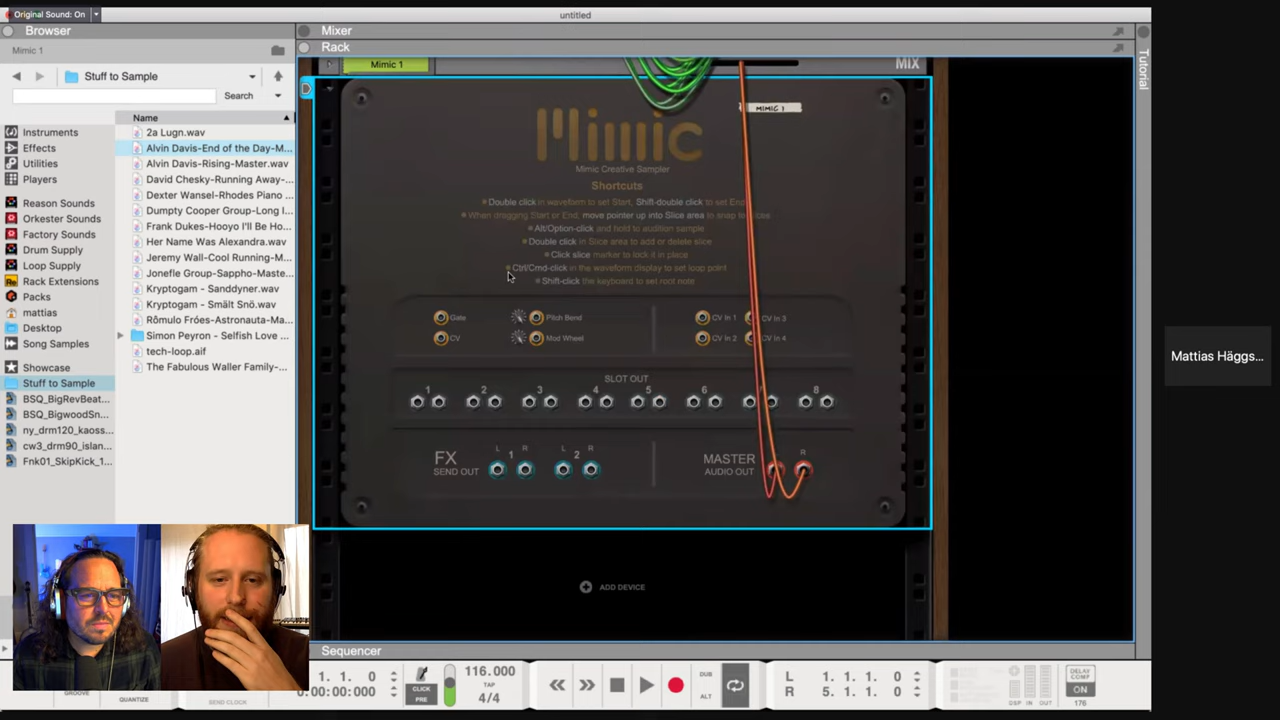 Original Sound: On
untitled
Browser
Mimic 1
Stuff to Sample
Search
Name
Instruments
Effects
Utilities
Players
Reason Sounds
Orkester Sounds
Factory Sounds
Drum Supply
Loop Supply
Rack Extensions
Packs
mattias
Desktop
Song Samples
Showcase
Stuff to Sample
BSQ_BigRevBeat...
BSQ_BigwoodSn...
ny_drm120_kaoss...
cw3_drm90_islan...
Fnk01_SkipKick_1...
2a Lugn.wav
Alvin Davis-End of the Day-M...
Alvin Davis-Rising-Master.wav
David Chesky-Running Away-...
Dexter Wansel-Rhodes Piano ...
Dumpty Cooper Group-Long I...
Frank Dukes-Hooyo I'll Be Ho...
Her Name Was Alexandra.wav
Jeremy Wall-Cool Running-M...
Jonefle Group-Sappho-Maste...
Kryptogam - Sanddyner.wav
Kryptogam - Smält Snö.wav
Rômulo Fróes-Astronauta-Ma...
Simon Peyron - Selfish Love ...
tech-loop.aif
The Fabulous Waller Family-...
Mixer
Rack
Mimic 1
MIX
MIMIC 1
Mimic
Mimic Creative Sampler
Shortcuts
Double click in waveform to set Start, Shift-double click to set End
When dragging Start or End, move pointer up into Slice area to snap to slices
Alt/Option-click and hold to audition sample
Double click in Slice area to add or delete slice
Click slice marker to lock it in place
Ctrl/Cmd-click in the waveform display to set loop point
Shift-click the keyboard to set root note
Gate Pitch Bend CV In 1 CV In 3
CV Mod Wheel CV In 2 CV In 4
SLOT OUT
1 2 3 4 5 6 7 8
FX
SEND OUT
L 1 R
L 2 R
MASTER
AUDIO OUT
R
ADD DEVICE
Tutorial
Mattias Häggs...
Sequencer
GROOVE
QUANTIZE
SEND CLOCK
1. 1. 1. 0
0:00:00:000
CLICK
PRE
116.000
TAP
4/4
DUB
ALT
L 1. 1. 1. 0
R 5. 1. 1. 0
DSP IN OUT
DELAY
COMP
ON
176